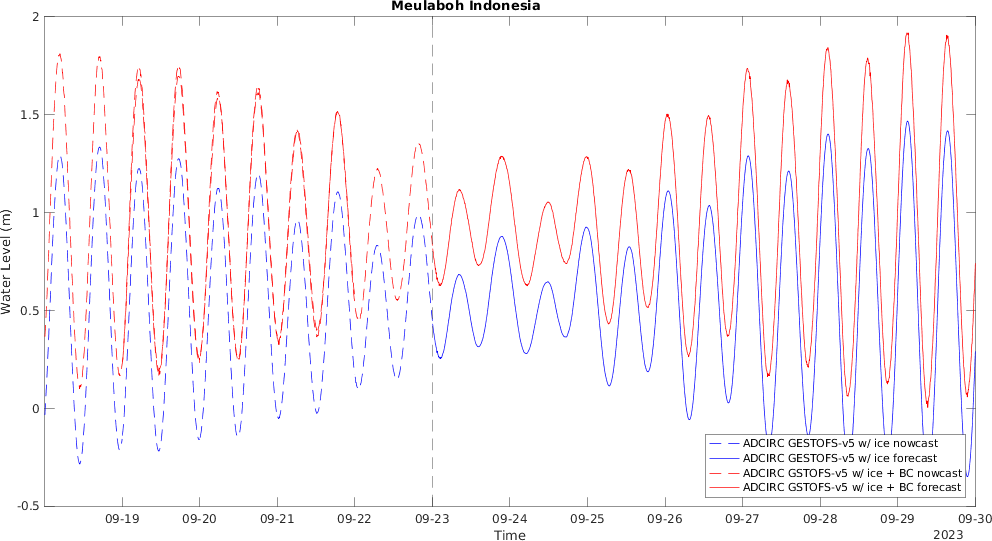 Meulaboh Indonesia
2
1.5
1
0.5
0
-0.5
Water Level (m)
ADCIRC GESTOFS-v5 w/ ice nowcast
ADCIRC GESTOFS-v5 w/ ice forecast
ADCIRC GSTOFS-v5 w/ ice + BC nowcast
ADCIRC GSTOFS-v5 w/ ice + BC forecast
09-19 09-20 09-21 09-22 09-23 09-24 09-25 09-26 09-27 09-28 09-29 09-30
Time
2023